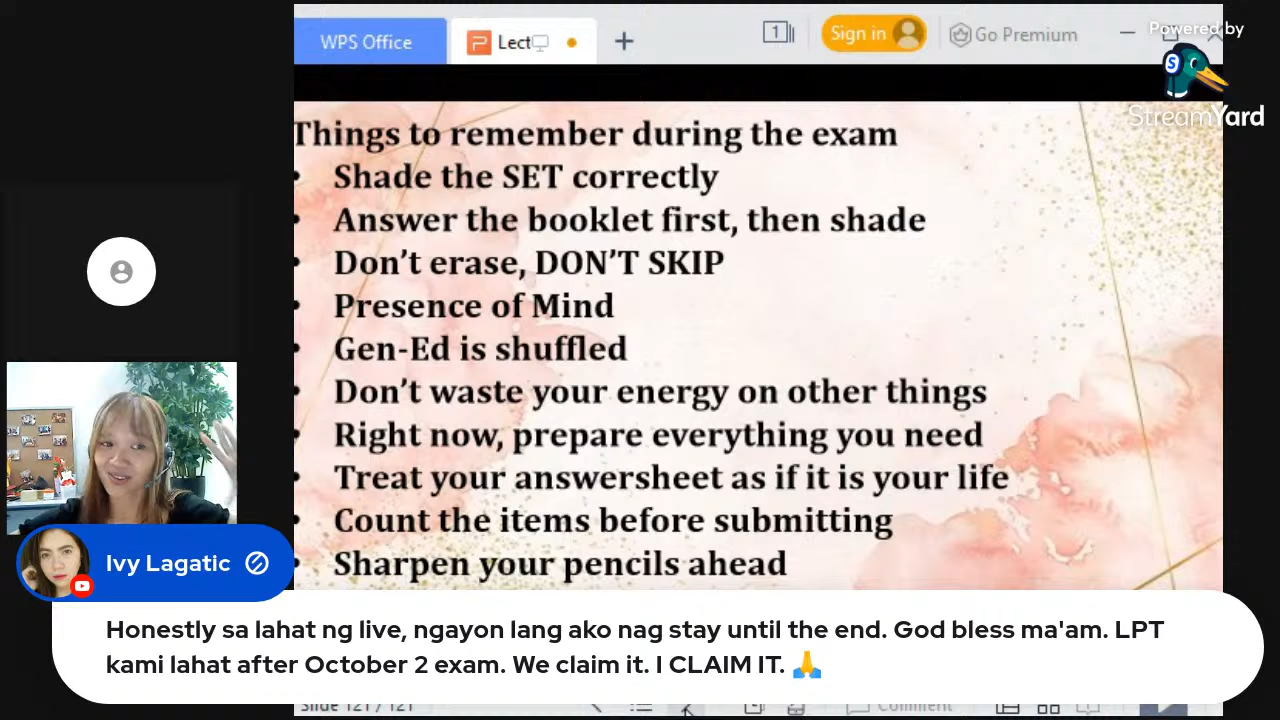 WPS Office
Lect
1
Sign in
Go Premium
Powered by
S
StreamYard
Things to remember during the exam
• Shade the SET correctly
• Answer the booklet first, then shade
• Don't erase, DON'T SKIP
• Presence of Mind
• Gen-Ed is shuffled
• Don't waste your energy on other things
• Right now, prepare everything you need
• Treat your answersheet as if it is your life
• Count the items before submitting
• Sharpen your pencils ahead
Ivy Lagatic
Honestly sa lahat ng live, ngayon lang ako nag stay until the end. God bless ma'am. LPT
kami lahat after October 2 exam. We claim it. I CLAIM IT. 🙏
Slide 121 / 121
Comment